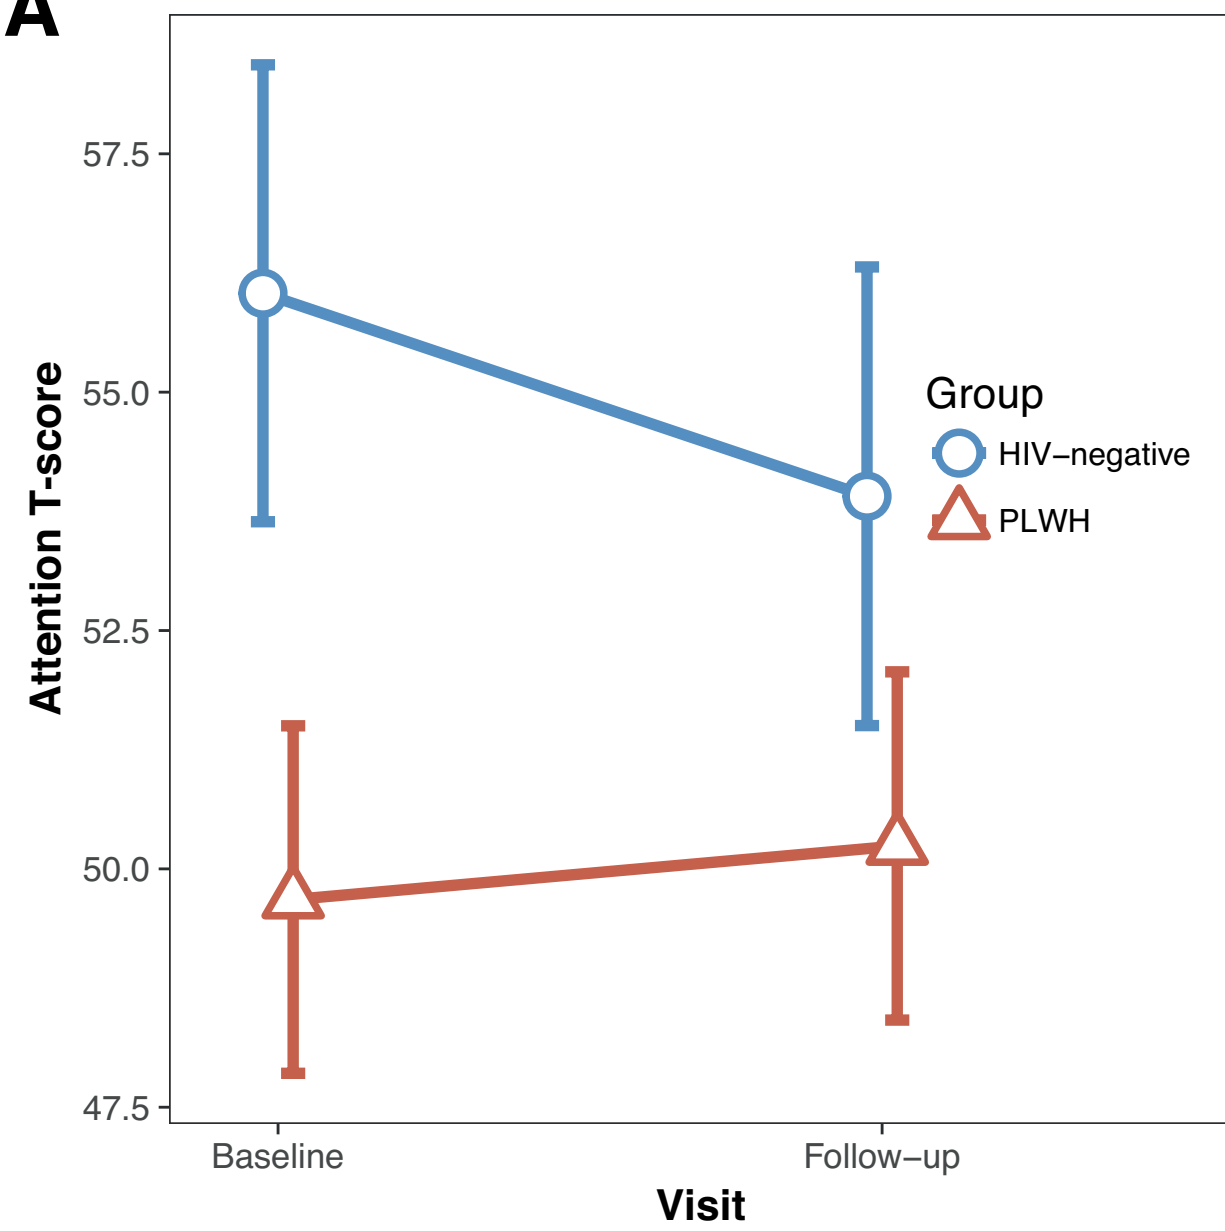 A
57.5
55.0
52.5
50.0
47.5
Attention T-score
Group
HIV−negative
PLWH
Baseline
Follow−up
Visit